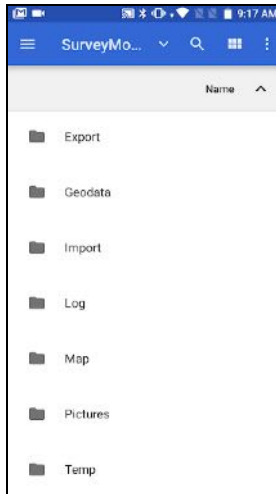 9:17 AM
SurveyMo...
Name
Export
Geodata
Import
Log
Map
Pictures
Temp